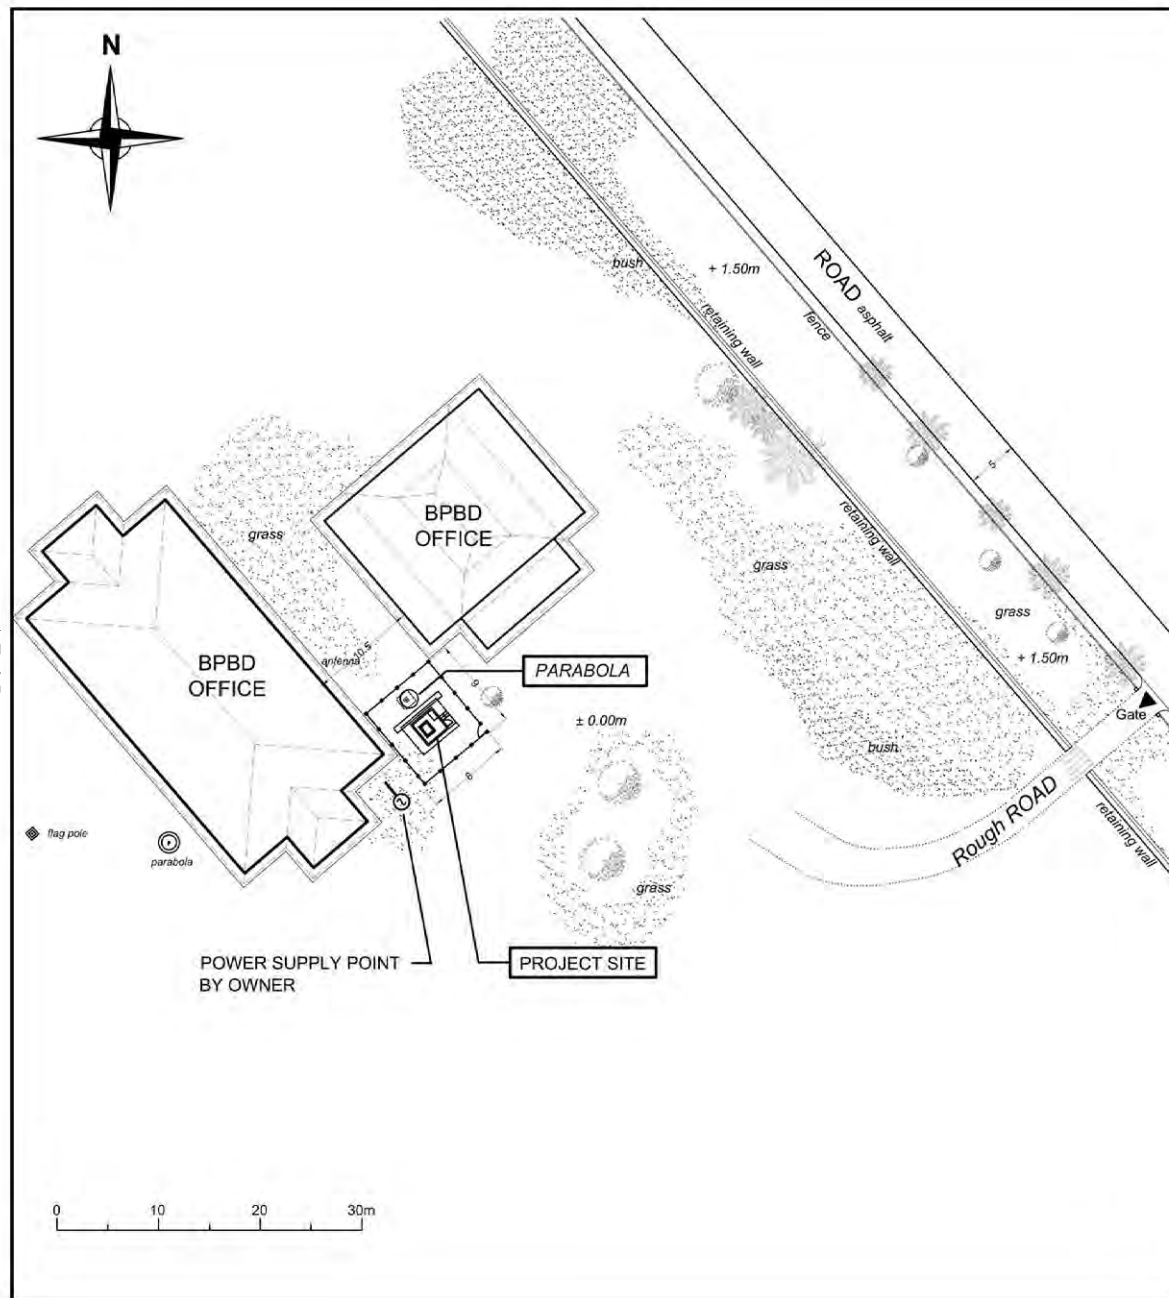 N
ROAD asphalt
bush
+ 1.50m
fence
retaining wall
5
BPBD
OFFICE
retaining wall
grass
grass
grass
+ 1.50m
BPBD
OFFICE
antenna
10.5
PARABOLA
9
± 0.00m
Gate
bush
8
Rough ROAD
retaining wall
flag pole
parabola
grass
POWER SUPPLY POINT
BY OWNER
PROJECT SITE
0 10 20 30m